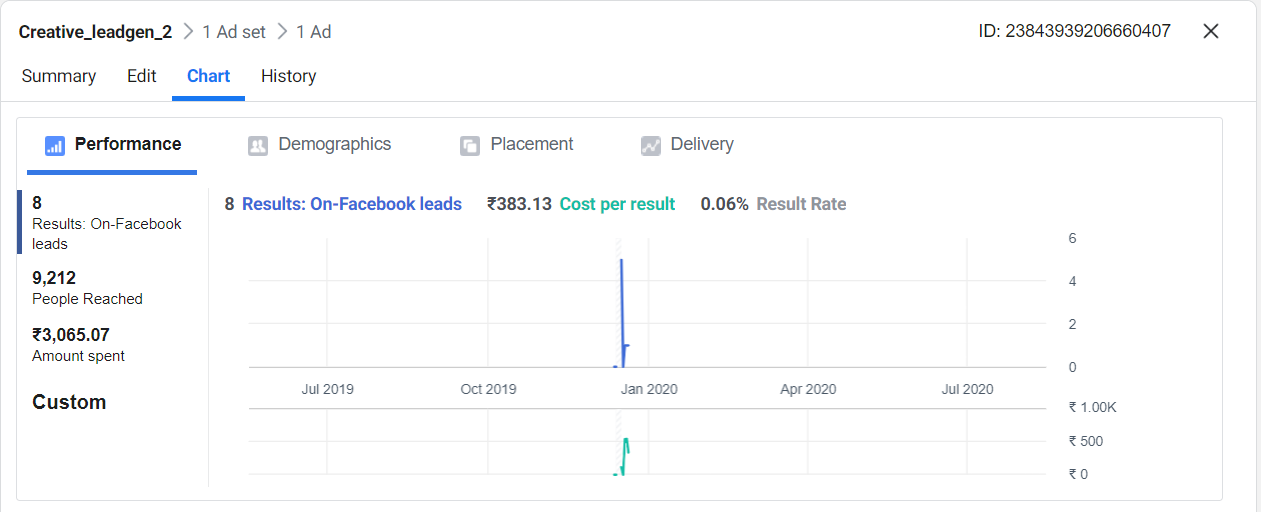 Creative_leadgen_2 > 1 Ad set > 1 Ad
ID: 23843939206660407
Summary Edit Chart History
Performance Demographics Placement Delivery
8
Results: On-Facebook
leads
9,212
People Reached
₹3,065.07
Amount spent
Custom
8 Results: On-Facebook leads ₹383.13 Cost per result 0.06% Result Rate
6
4
2
0
Jul 2019 Oct 2019 Jan 2020 Apr 2020 Jul 2020
₹ 1.00K
₹ 500
₹ 0